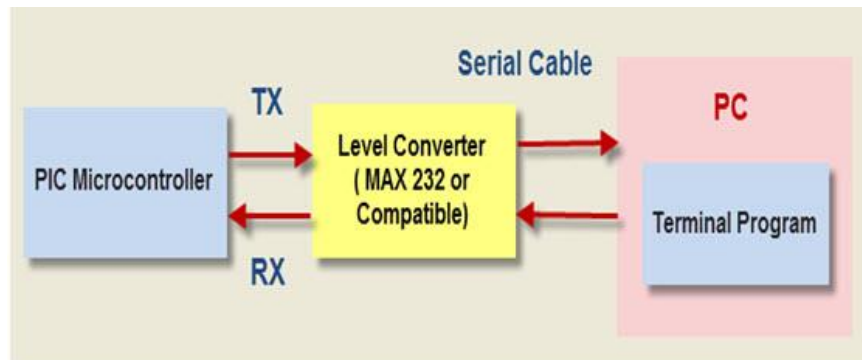 Serial Cable
TX
PC
PIC Microcontroller
Level Converter
( MAX 232 or
Compatible)
Terminal Program
RX